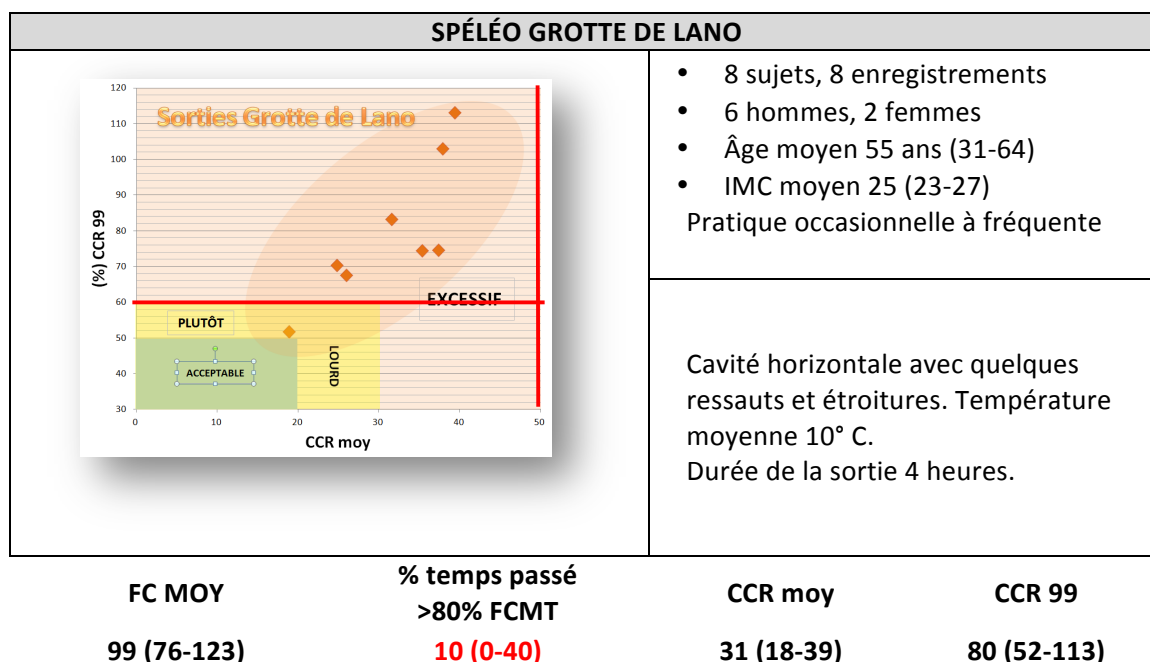 SPÉLÉO GROTTE DE LANO
Sorties Grotte de Lano
120
110
100
90
80
70
60
50
40
30
(%) CCR 99
EXCESSIF
PLUTÔT
LOURD
ACCEPTABLE
0 10 20 30 40 50
CCR moy
• 8 sujets, 8 enregistrements
• 6 hommes, 2 femmes
• Âge moyen 55 ans (31-64)
• IMC moyen 25 (23-27)
Pratique occasionnelle à fréquente
Cavité horizontale avec quelques
ressauts et étroitures. Température
moyenne 10° C.
Durée de la sortie 4 heures.
FC MOY
% temps passé
>80% FCMT
CCR moy
CCR 99
99 (76-123)
10 (0-40)
31 (18-39)
80 (52-113)